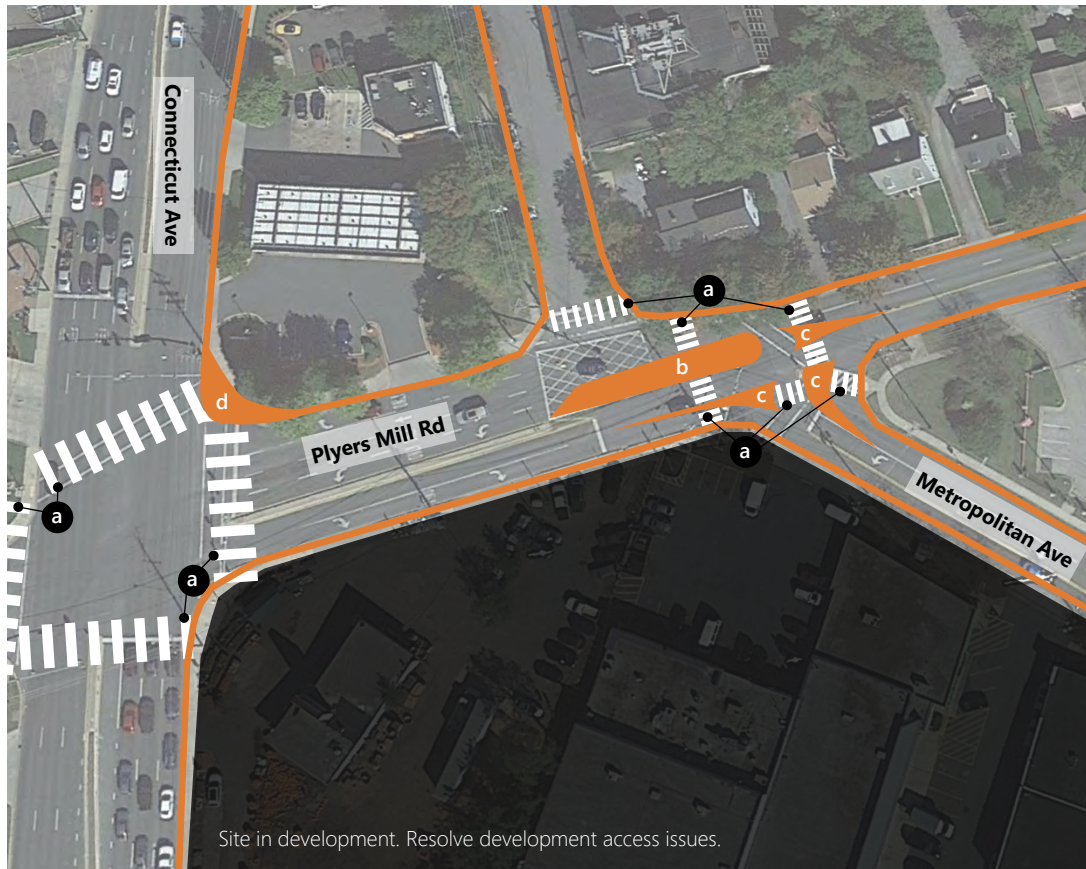 Connecticut Ave
a
c
b
c
c
d
Plyers Mill Rd
a
Metropolitan Ave
a
a
Site in development. Resolve development access issues.